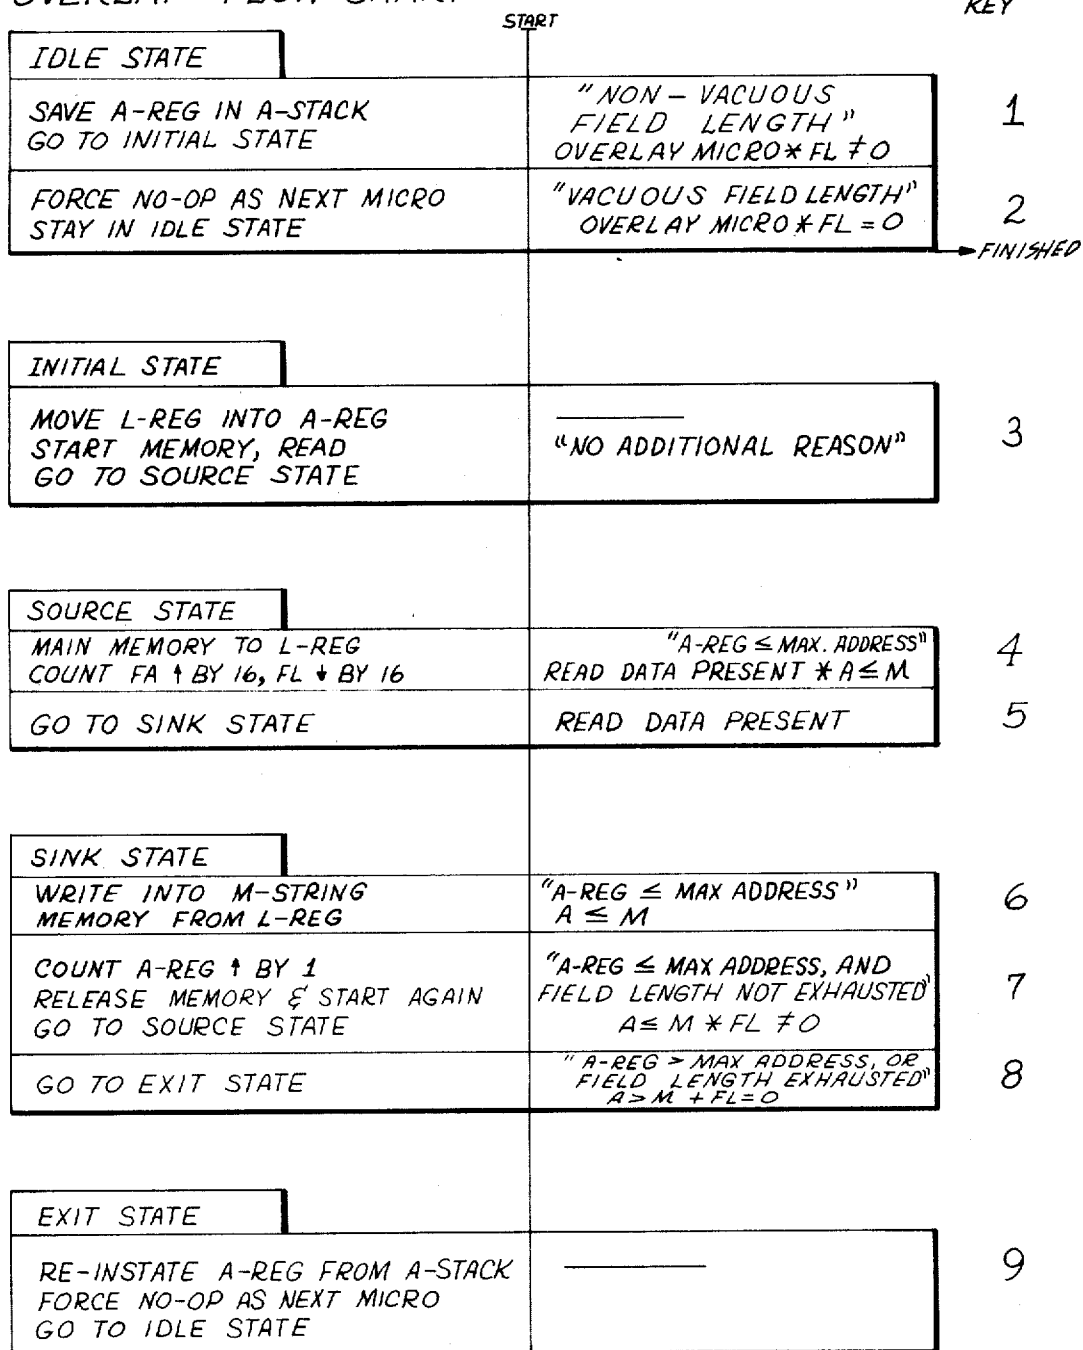 OVERLAY FLOW CHART
KEY
START
IDLE STATE
SAVE A-REG IN A-STACK
GO TO INITIAL STATE
"NON - VACUOUS
FIELD LENGTH"
OVERLAY MICRO * FL ≠ 0
1
FORCE NO-OP AS NEXT MICRO
STAY IN IDLE STATE
"VACUOUS FIELD LENGTH"
OVERLAY MICRO * FL = 0
2
FINISHED
INITIAL STATE
MOVE L-REG INTO A-REG
START MEMORY, READ
GO TO SOURCE STATE
"NO ADDITIONAL REASON"
3
SOURCE STATE
MAIN MEMORY TO L-REG
COUNT FA ↑ BY 16, FL ↓ BY 16
"A-REG ≤ MAX. ADDRESS"
READ DATA PRESENT * A ≤ M
4
GO TO SINK STATE
READ DATA PRESENT
5
SINK STATE
WRITE INTO M-STRING
MEMORY FROM L-REG
"A-REG ≤ MAX ADDRESS"
A ≤ M
6
COUNT A-REG ↑ BY 1
RELEASE MEMORY & START AGAIN
GO TO SOURCE STATE
"A-REG ≤ MAX ADDRESS, AND
FIELD LENGTH NOT EXHAUSTED"
A ≤ M * FL ≠ 0
7
GO TO EXIT STATE
"A-REG > MAX ADDRESS, OR
FIELD LENGTH EXHAUSTED"
A > M + FL = 0
8
EXIT STATE
RE-INSTATE A-REG FROM A-STACK
FORCE NO-OP AS NEXT MICRO
GO TO IDLE STATE
9